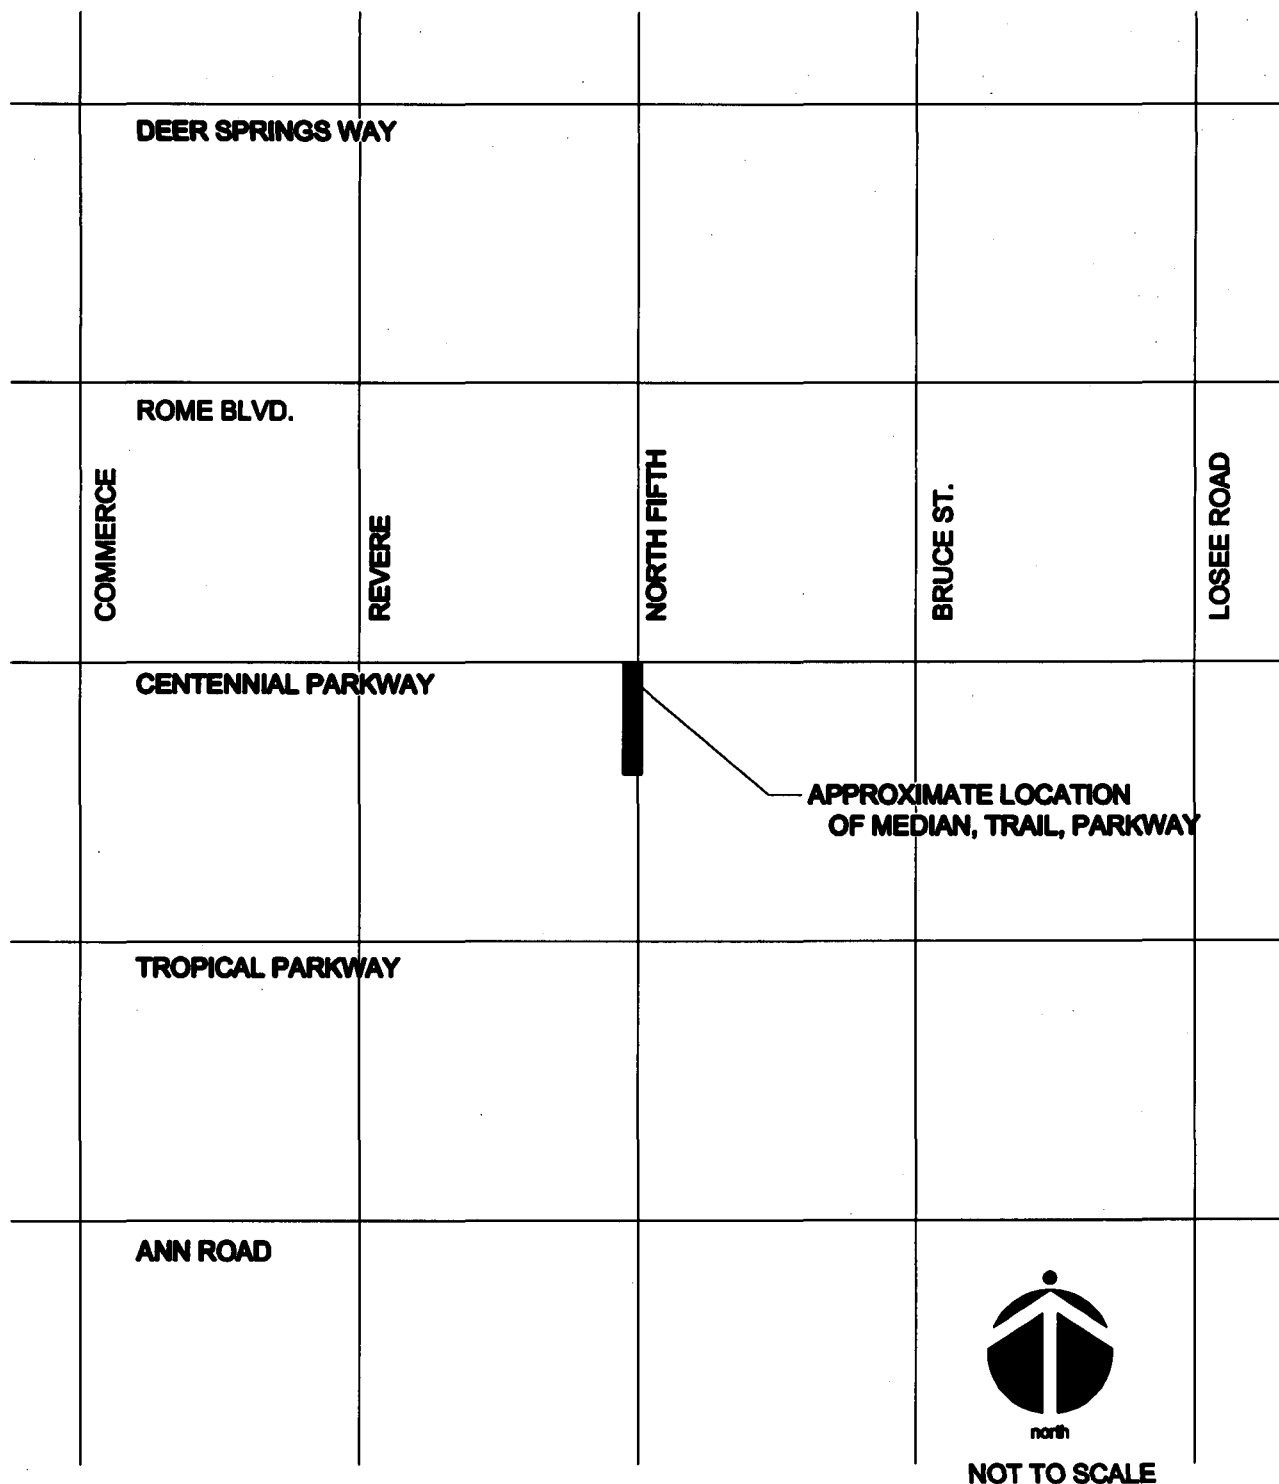 DEER SPRINGS WAY
ROME BLVD.
COMMERCE
REVERE
NORTH FIFTH
BRUCE ST.
LOSEE ROAD
CENTENNIAL PARKWAY
APPROXIMATE LOCATION
OF MEDIAN, TRAIL, PARKWAY
TROPICAL PARKWAY
ANN ROAD
north
NOT TO SCALE